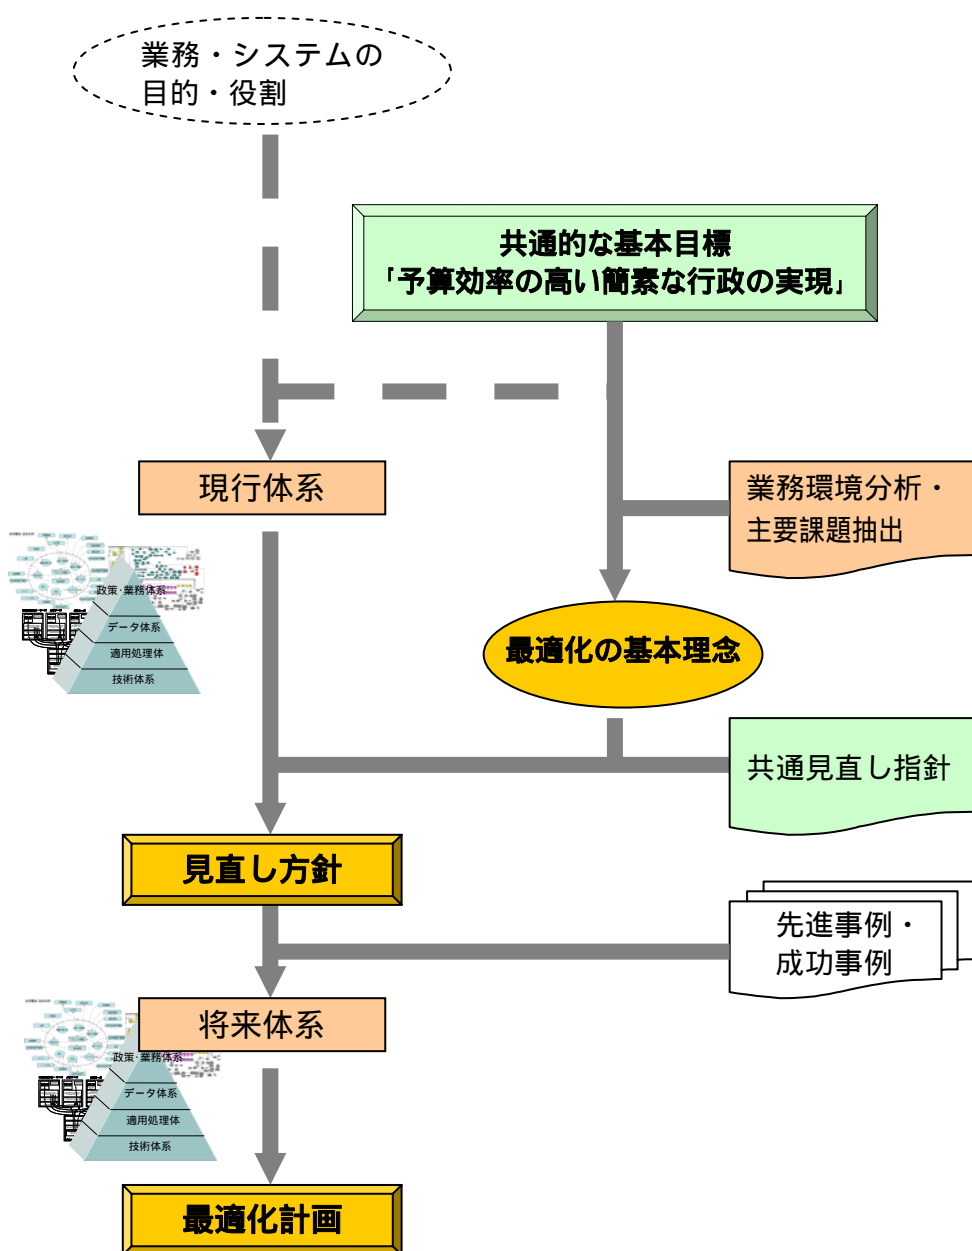 業務・システムの
目的・役割
共通的な基本目標
「予算効率の高い簡素な行政の実現」
現行体系
業務環境分析・
主要課題抽出
政策・業務体系
データ体系
適用処理体
技術体系
最適化の基本理念
共通見直し指針
見直し方針
先進事例・
成功事例
将来体系
政策・業務体系
データ体系
適用処理体
技術体系
最適化計画